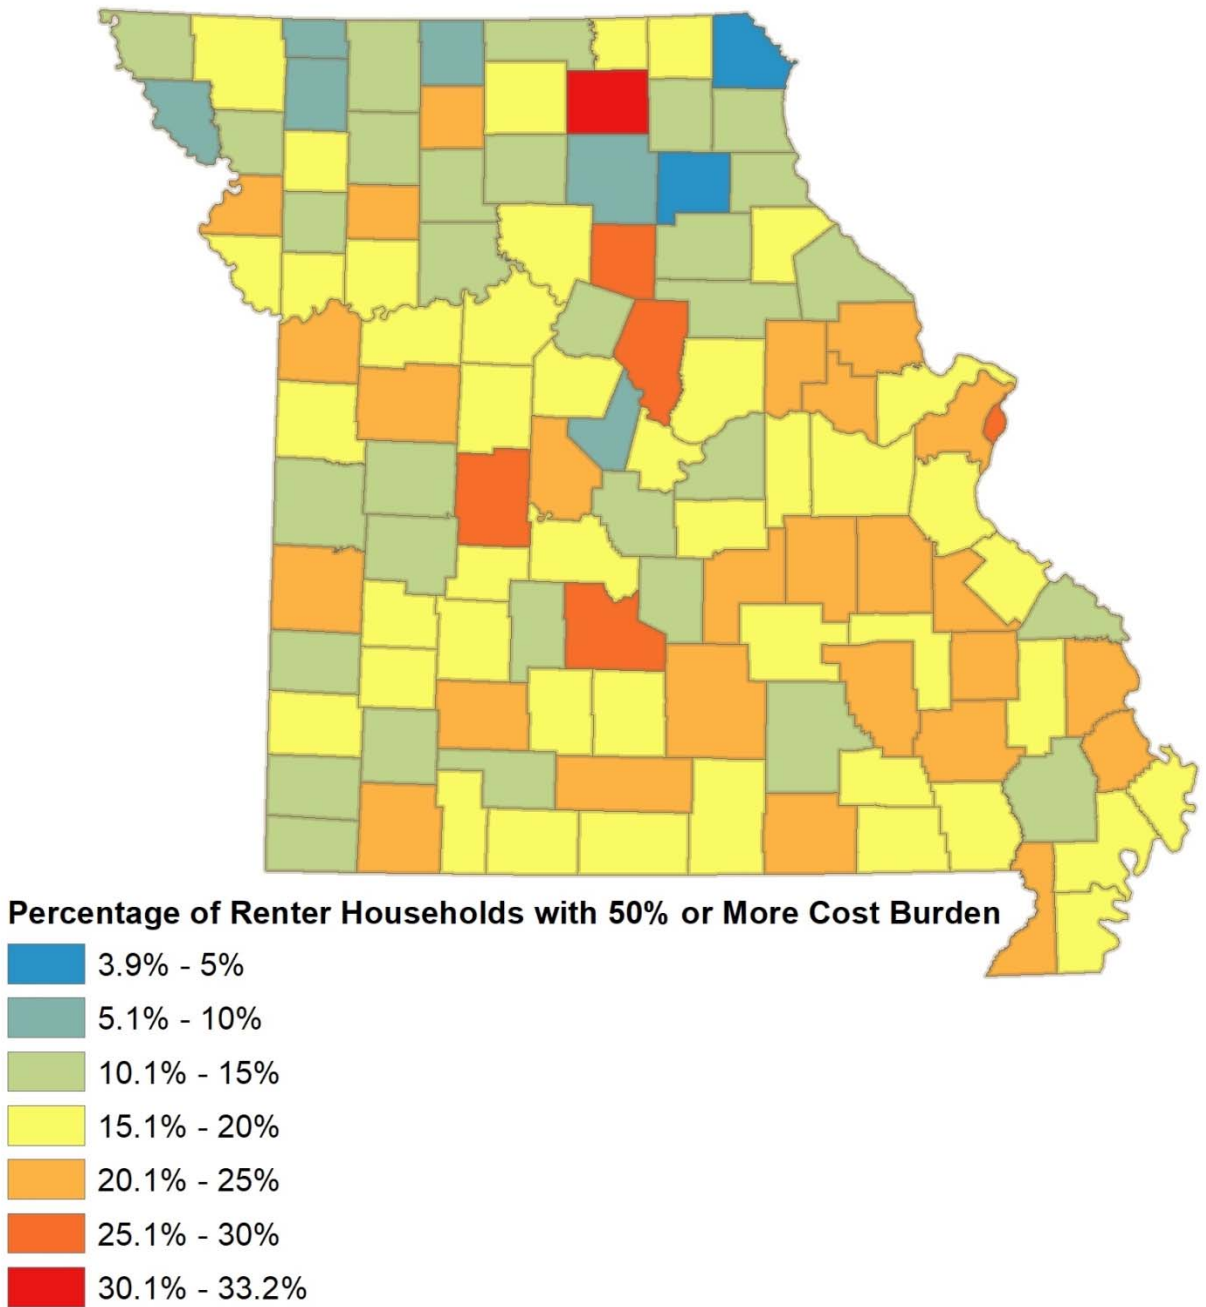 Percentage of Renter Households with 50% or More Cost Burden
3.9% - 5%
5.1% - 10%
10.1% - 15%
15.1% - 20%
20.1% - 25%
25.1% - 30%
30.1% - 33.2%